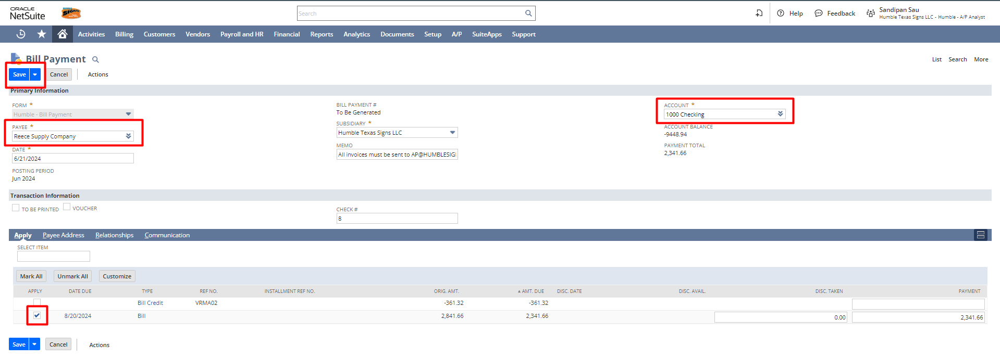 ORACLE
NetSuite
SIGNS
Search
Help
Feedback
Sandipan Sau
Humble Texas Signs LLC - Humble - A/P Analyst
Activities Billing Customers Vendors Payroll and HR Financial Reports Analytics Documents Setup A/P SuiteApps Support
Bill Payment
List Search More
Save Cancel Actions
Primary Information
FORM *
Humble - Bill Payment
PAYEE *
Reece Supply Company
DATE *
6/21/2024
POSTING PERIOD
Jun 2024
BILL PAYMENT #
To Be Generated
SUBSIDIARY *
Humble Texas Signs LLC
MEMO
All invoices must be sent to AP@HUMBLESIG
ACCOUNT *
1000 Checking
ACCOUNT BALANCE
-9448.94
PAYMENT TOTAL
2,341.66
Transaction Information
TO BE PRINTED VOUCHER
CHECK #
8
Apply Payee Address Relationships Communication
SELECT ITEM
Mark All Unmark All Customize
APPLY DATE DUE TYPE REF NO. INSTALLMENT REF NO. ORIG. AMT. ▲ AMT. DUE DISC. DATE DISC. AVAIL. DISC. TAKEN PAYMENT
Bill Credit VRMA02 -361.32 -361.32
8/20/2024 Bill 2,841.66 2,341.66 0.00 2,341.66
Save Cancel Actions